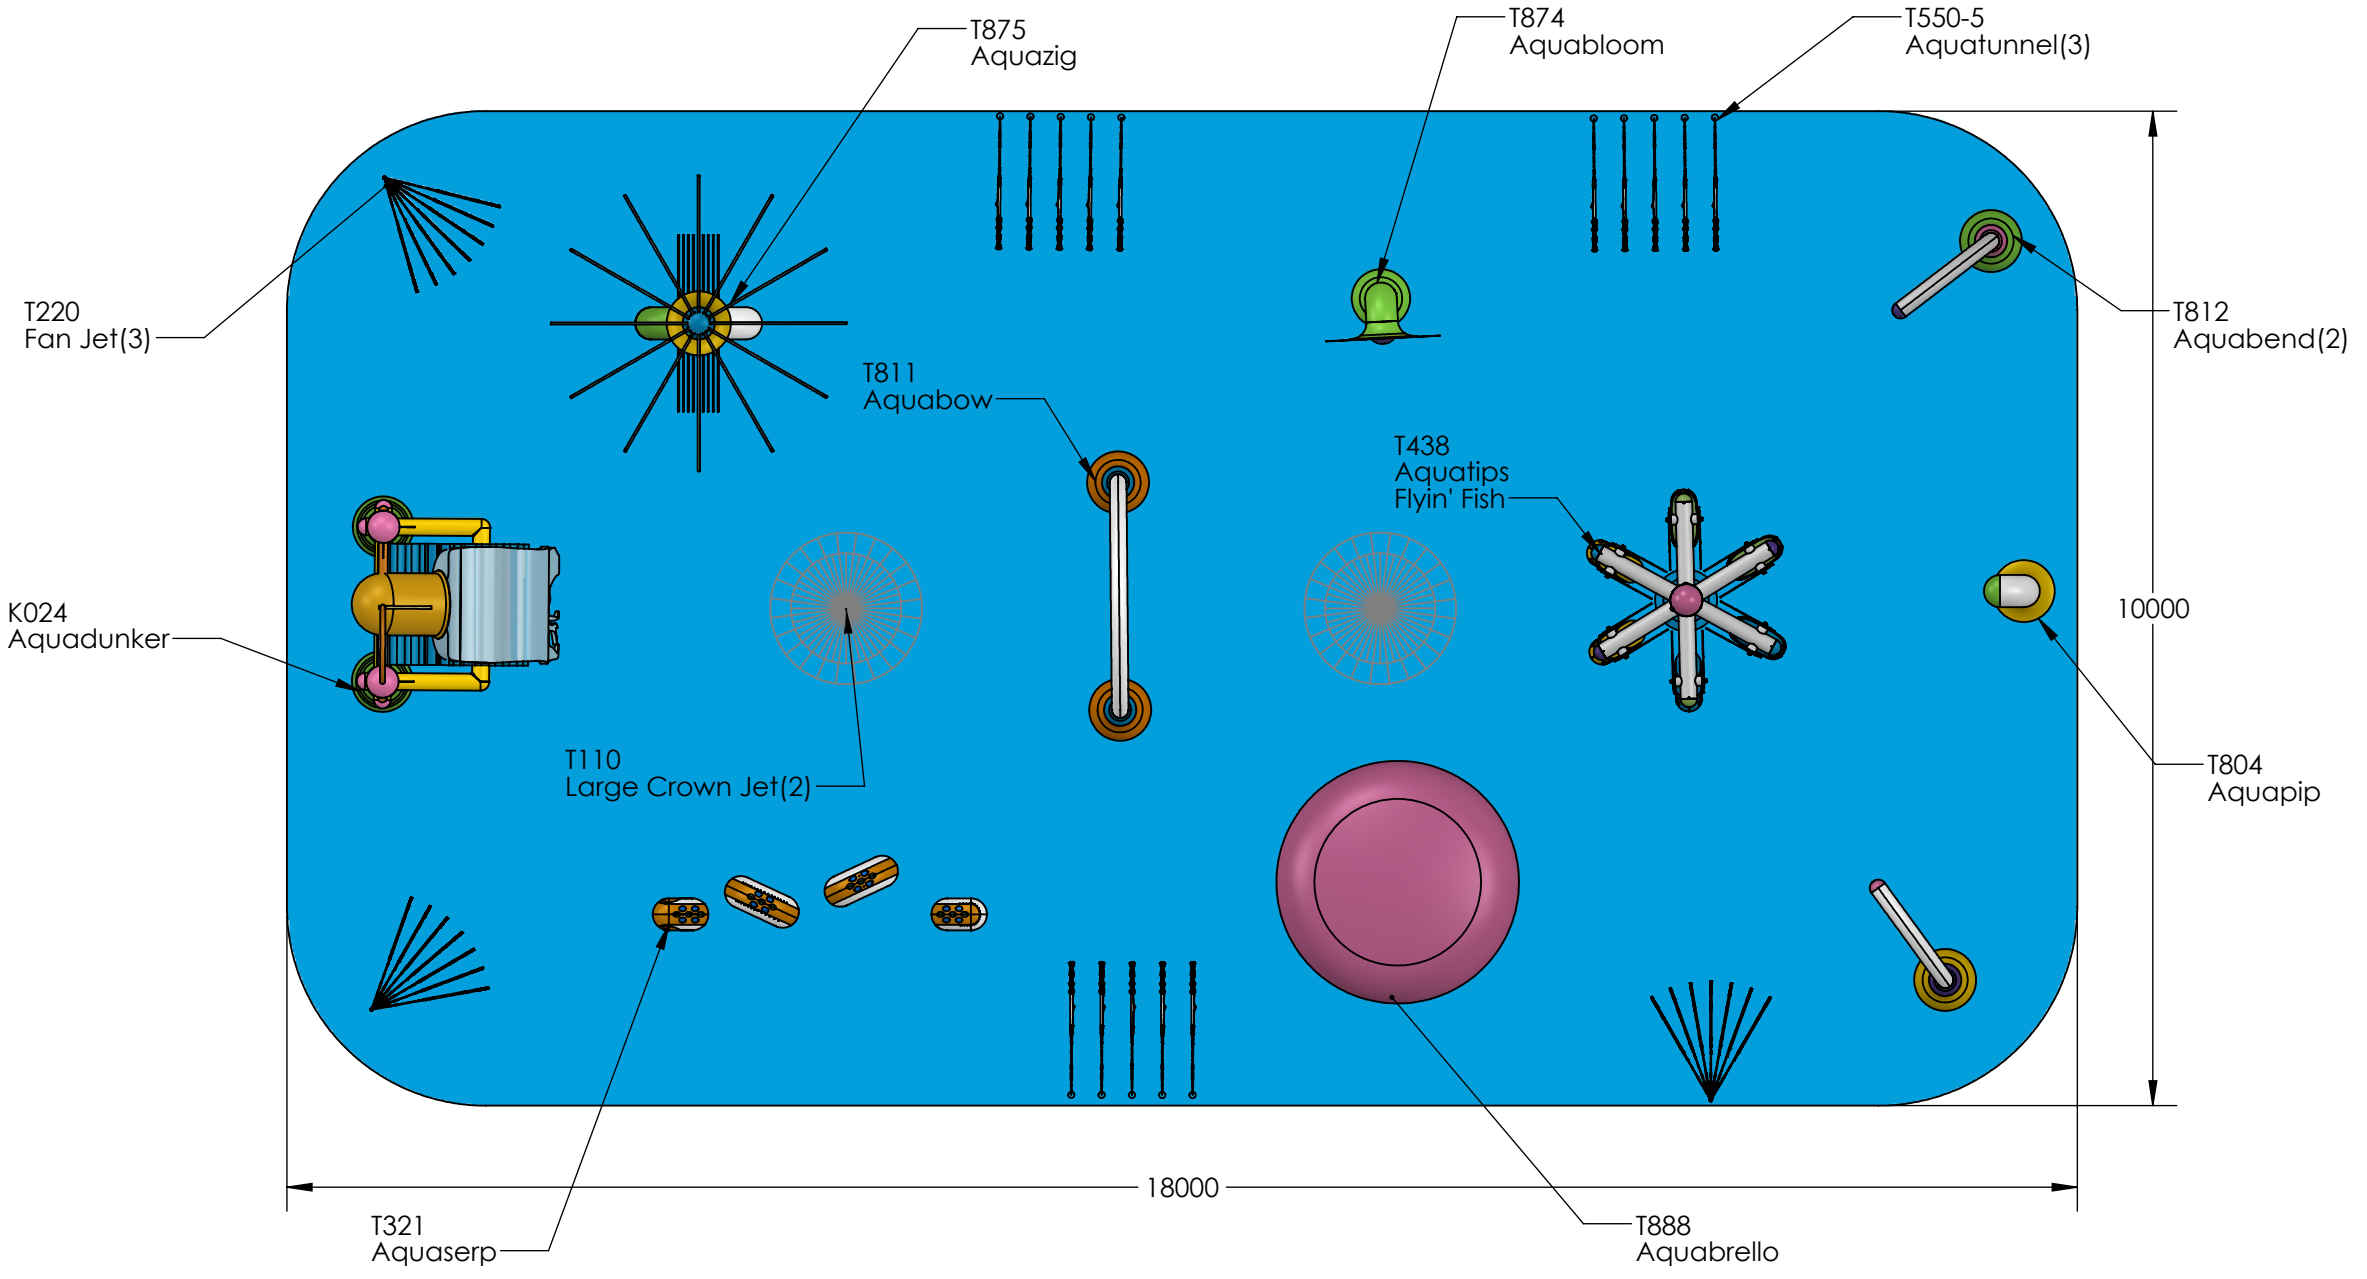 T875
Aquazig
T874
Aquabloom
T550-5
Aquatunnel(3)
T220
Fan Jet(3)
T812
Aquabend(2)
T811
Aquabow
T438
Aquatips
Flyin' Fish
K024
Aquadunker
10000
T110
Large Crown Jet(2)
T804
Aquapip
18000
T321
Aquaserp
T888
Aquabrello